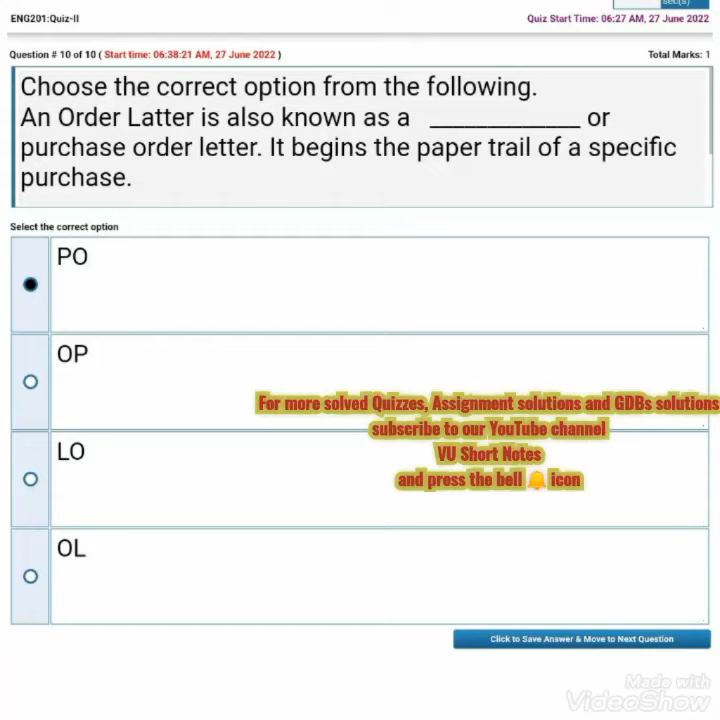 sec(s)
ENG201:Quiz-II
Quiz Start Time: 06:27 AM, 27 June 2022
Question # 10 of 10 ( Start time: 06:38:21 AM, 27 June 2022 )
Total Marks: 1
Choose the correct option from the following.
An Order Latter is also known as a ____________ or
purchase order letter. It begins the paper trail of a specific
purchase.
Select the correct option
PO
OP
For more solved Quizzes, Assignment solutions and GDBs solutions
subscribe to our YouTube channel
LO
VU Short Notes
and press the bell 🔔 icon
OL
Click to Save Answer & Move to Next Question
Made with
VideoShow